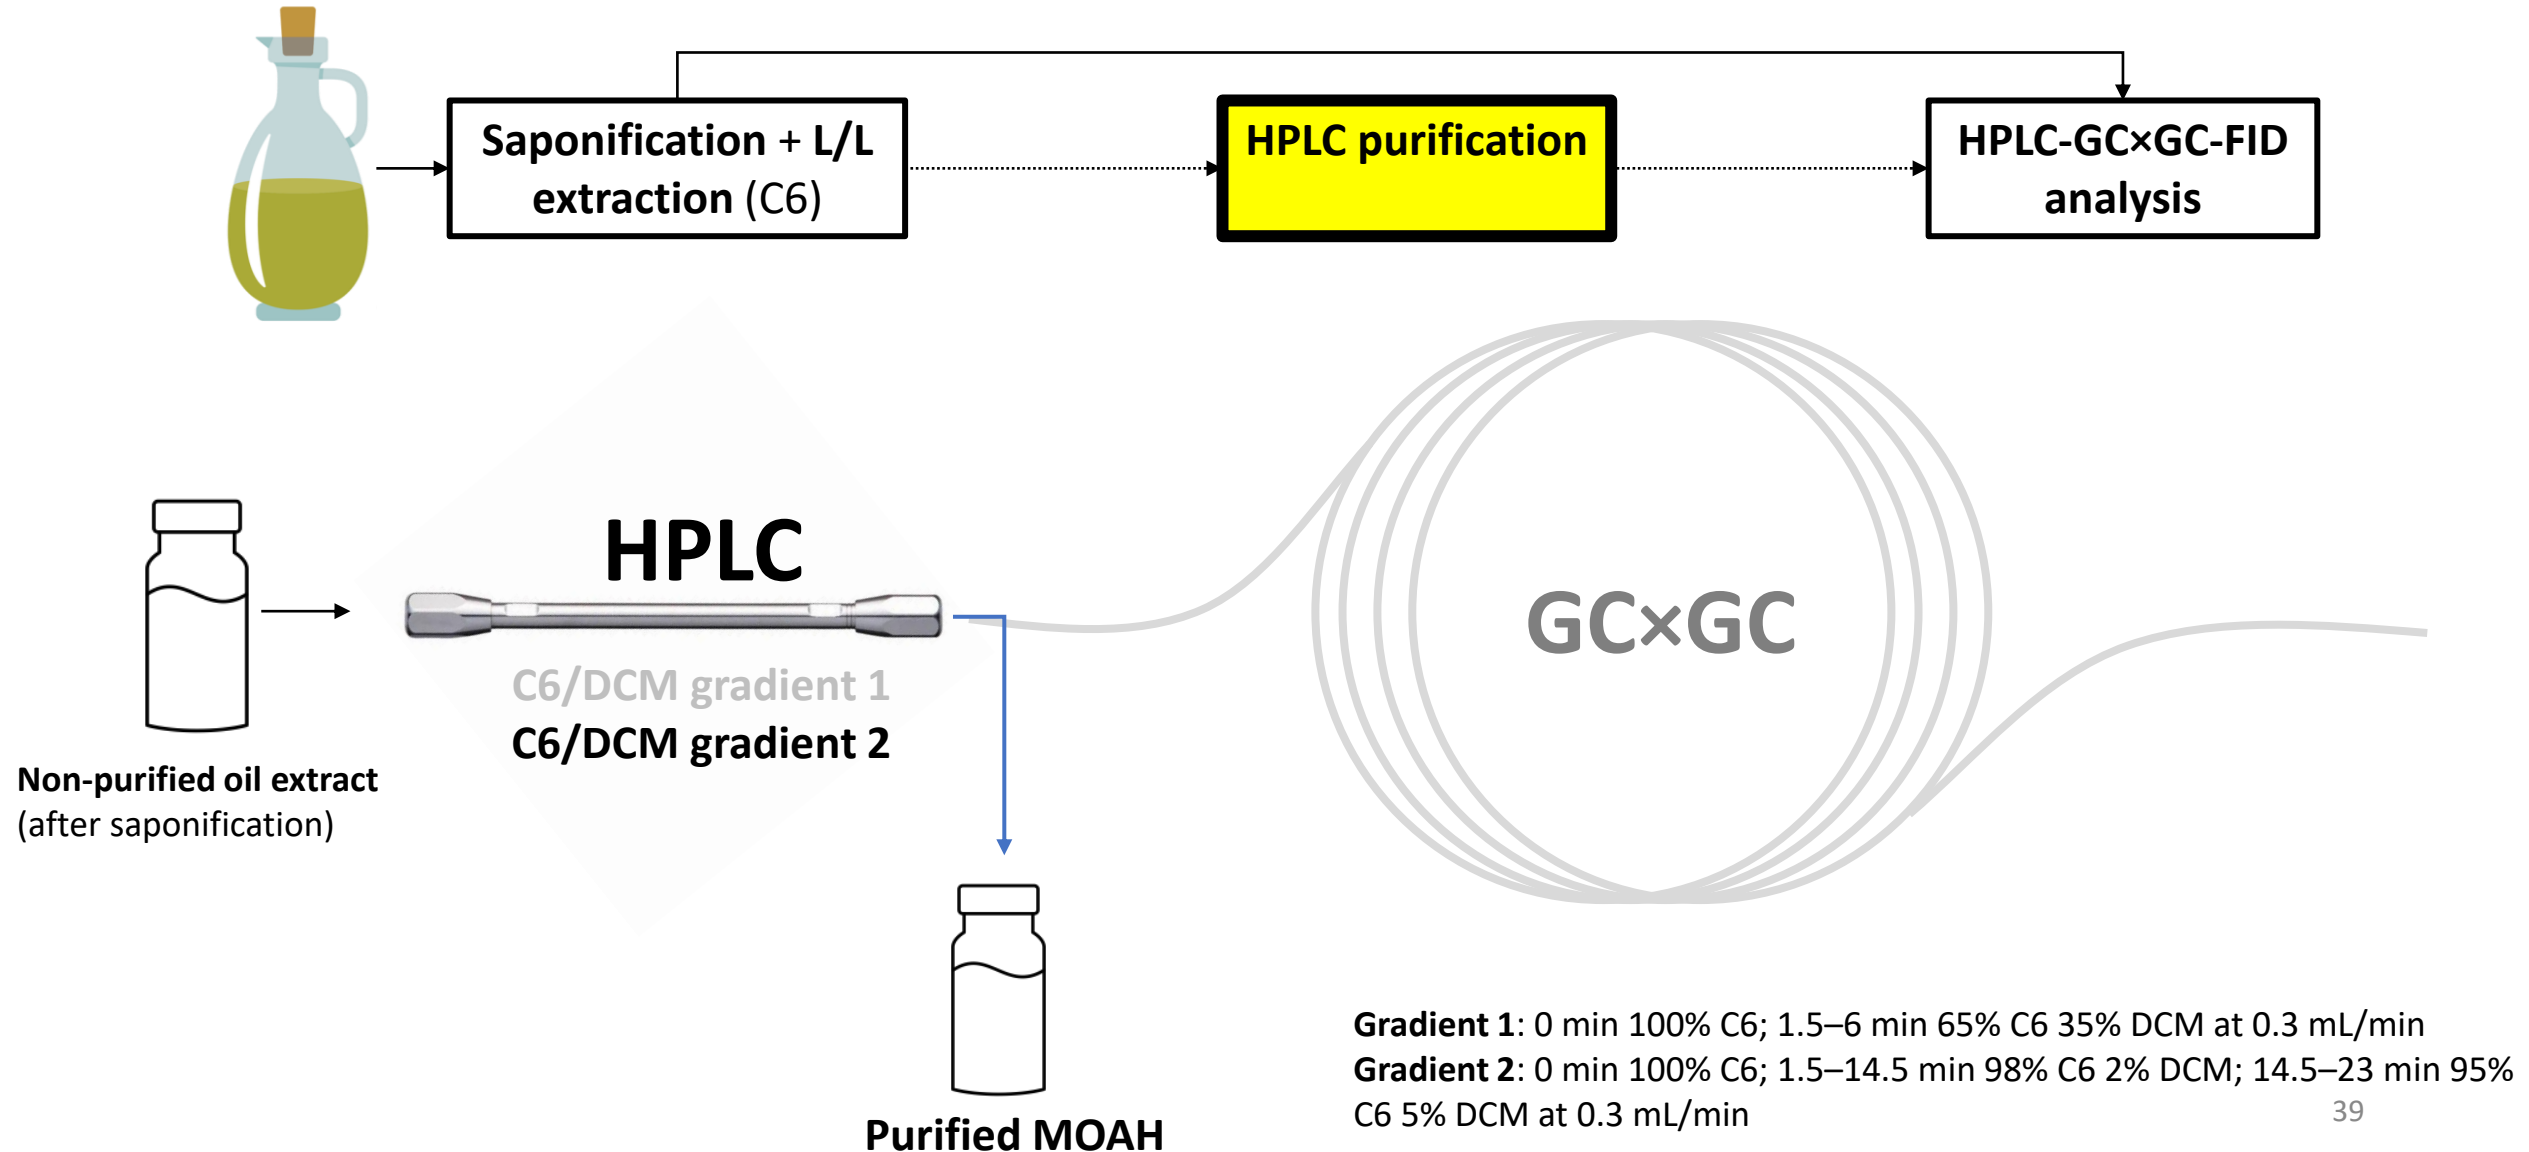 Saponification + L/L
extraction (C6)
HPLC purification
HPLC-GC×GC-FID
analysis
HPLC
C6/DCM gradient 1
C6/DCM gradient 2
GC×GC
Non-purified oil extract
(after saponification)
Purified MOAH
Gradient 1: 0 min 100% C6; 1.5–6 min 65% C6 35% DCM at 0.3 mL/min
Gradient 2: 0 min 100% C6; 1.5–14.5 min 98% C6 2% DCM; 14.5–23 min 95%
C6 5% DCM at 0.3 mL/min
39